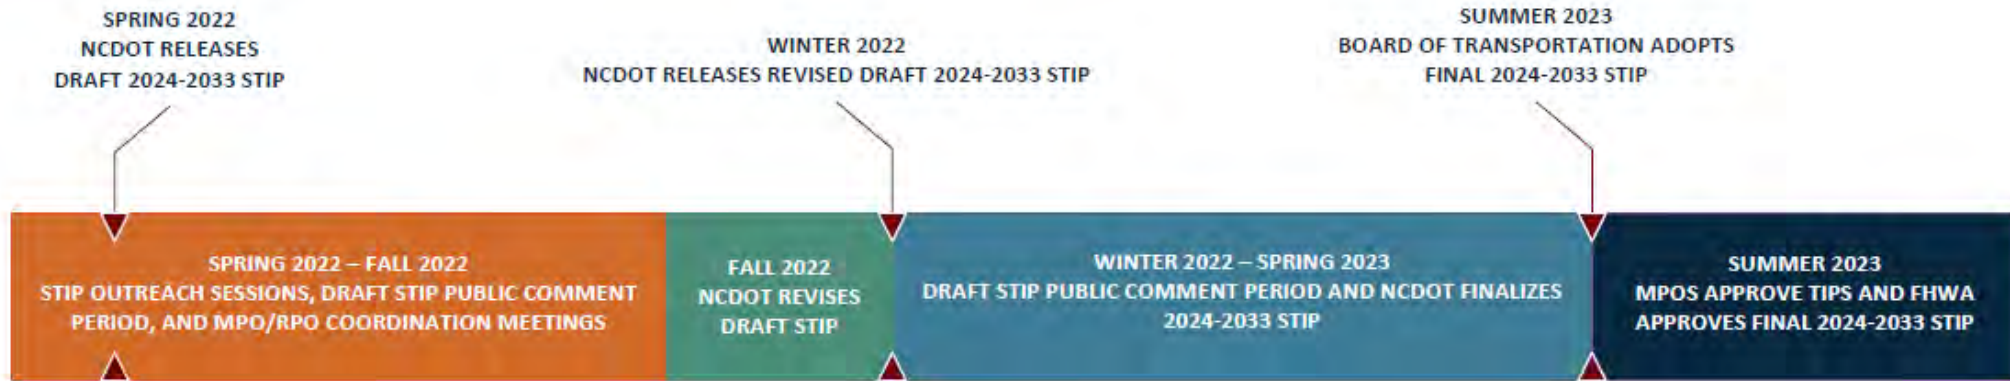 SPRING 2022
NCDOT RELEASES
DRAFT 2024-2033 STIP
WINTER 2022
NCDOT RELEASES REVISED DRAFT 2024-2033 STIP
SUMMER 2023
BOARD OF TRANSPORTATION ADOPTS
FINAL 2024-2033 STIP
SPRING 2022 – FALL 2022
STIP OUTREACH SESSIONS, DRAFT STIP PUBLIC COMMENT
PERIOD, AND MPO/RPO COORDINATION MEETINGS
FALL 2022
NCDOT REVISES
DRAFT STIP
WINTER 2022 – SPRING 2023
DRAFT STIP PUBLIC COMMENT PERIOD AND NCDOT FINALIZES
2024-2033 STIP
SUMMER 2023
MPOS APPROVE TIPS AND FHWA
APPROVES FINAL 2024-2033 STIP